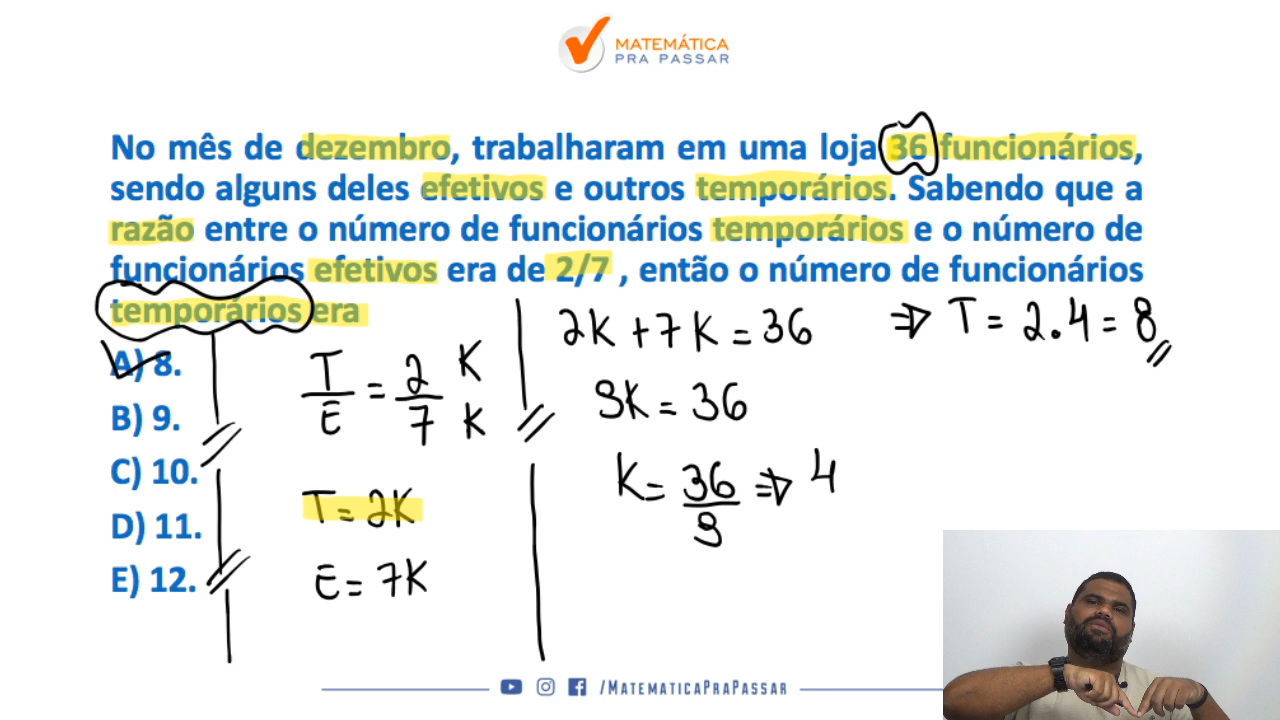 MATEMÁTICA
PRA PASSAR
No mês de dezembro, trabalharam em uma loja 36 funcionários,
sendo alguns deles efetivos e outros temporários. Sabendo que a
razão entre o número de funcionários temporários e o número de
funcionários efetivos era de 2/7 , então o número de funcionários
temporários era
A) 8.
B) 9.
C) 10.
D) 11.
E) 12.
T/E = 2K/7K
T = 2K
E = 7K
2K + 7K = 36
9K = 36
K = 36/9 ⇒ 4
⇒ T = 2.4 = 8
/MATEMATICAPRAPASSAR